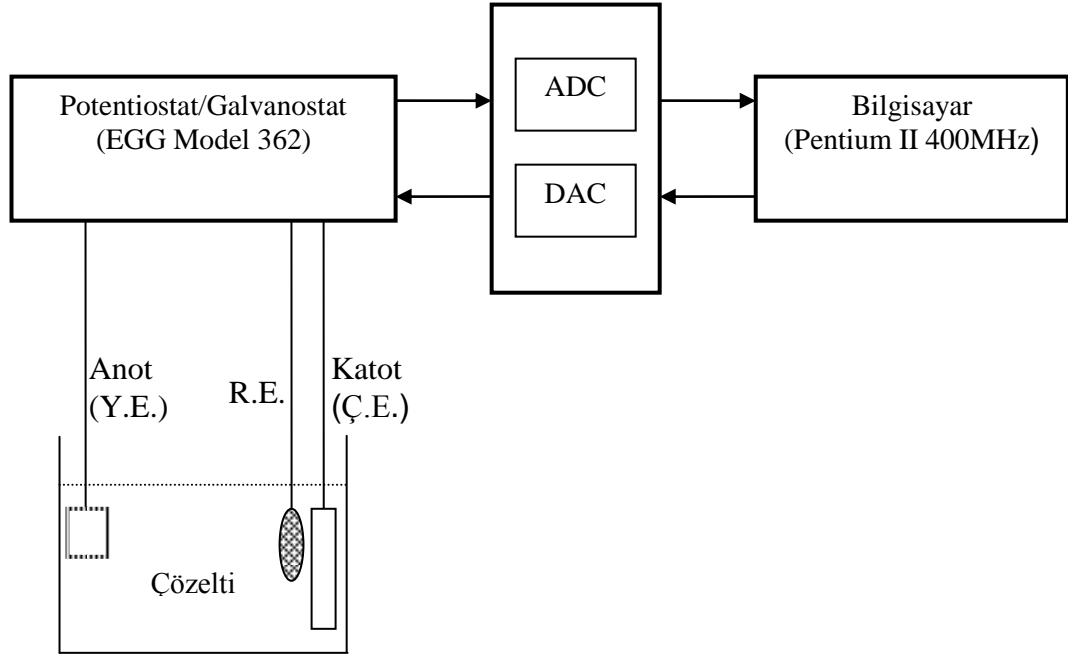 Potentiostat/Galvanostat
(EGG Model 362)
ADC
DAC
Bilgisayar
(Pentium II 400MHz)
Anot
(Y.E.)
R.E.
Katot
(Ç.E.)
Çözelti